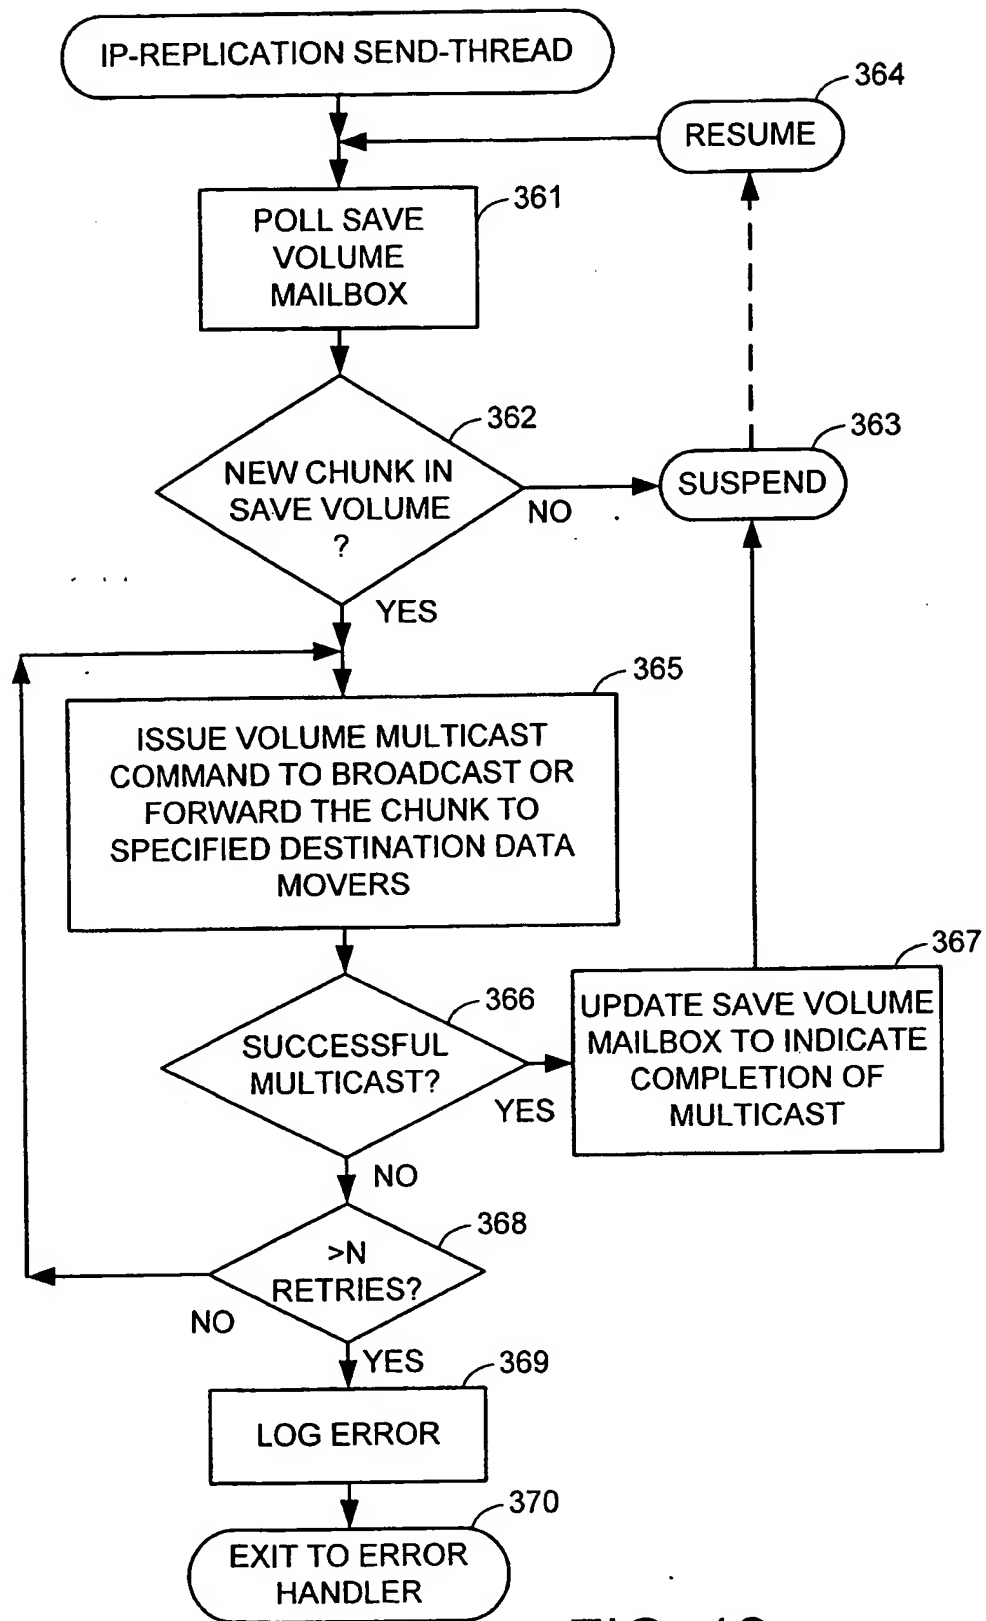 IP-REPLICATION SEND-THREAD
364
RESUME
361
POLL SAVE
VOLUME
MAILBOX
362
NEW CHUNK IN
SAVE VOLUME
?
NO
363
SUSPEND
YES
365
ISSUE VOLUME MULTICAST
COMMAND TO BROADCAST OR
FORWARD THE CHUNK TO
SPECIFIED DESTINATION DATA
MOVERS
366
SUCCESSFUL
MULTICAST?
YES
367
UPDATE SAVE VOLUME
MAILBOX TO INDICATE
COMPLETION OF
MULTICAST
NO
368
>N
RETRIES?
NO
YES
369
LOG ERROR
370
EXIT TO ERROR
HANDLER